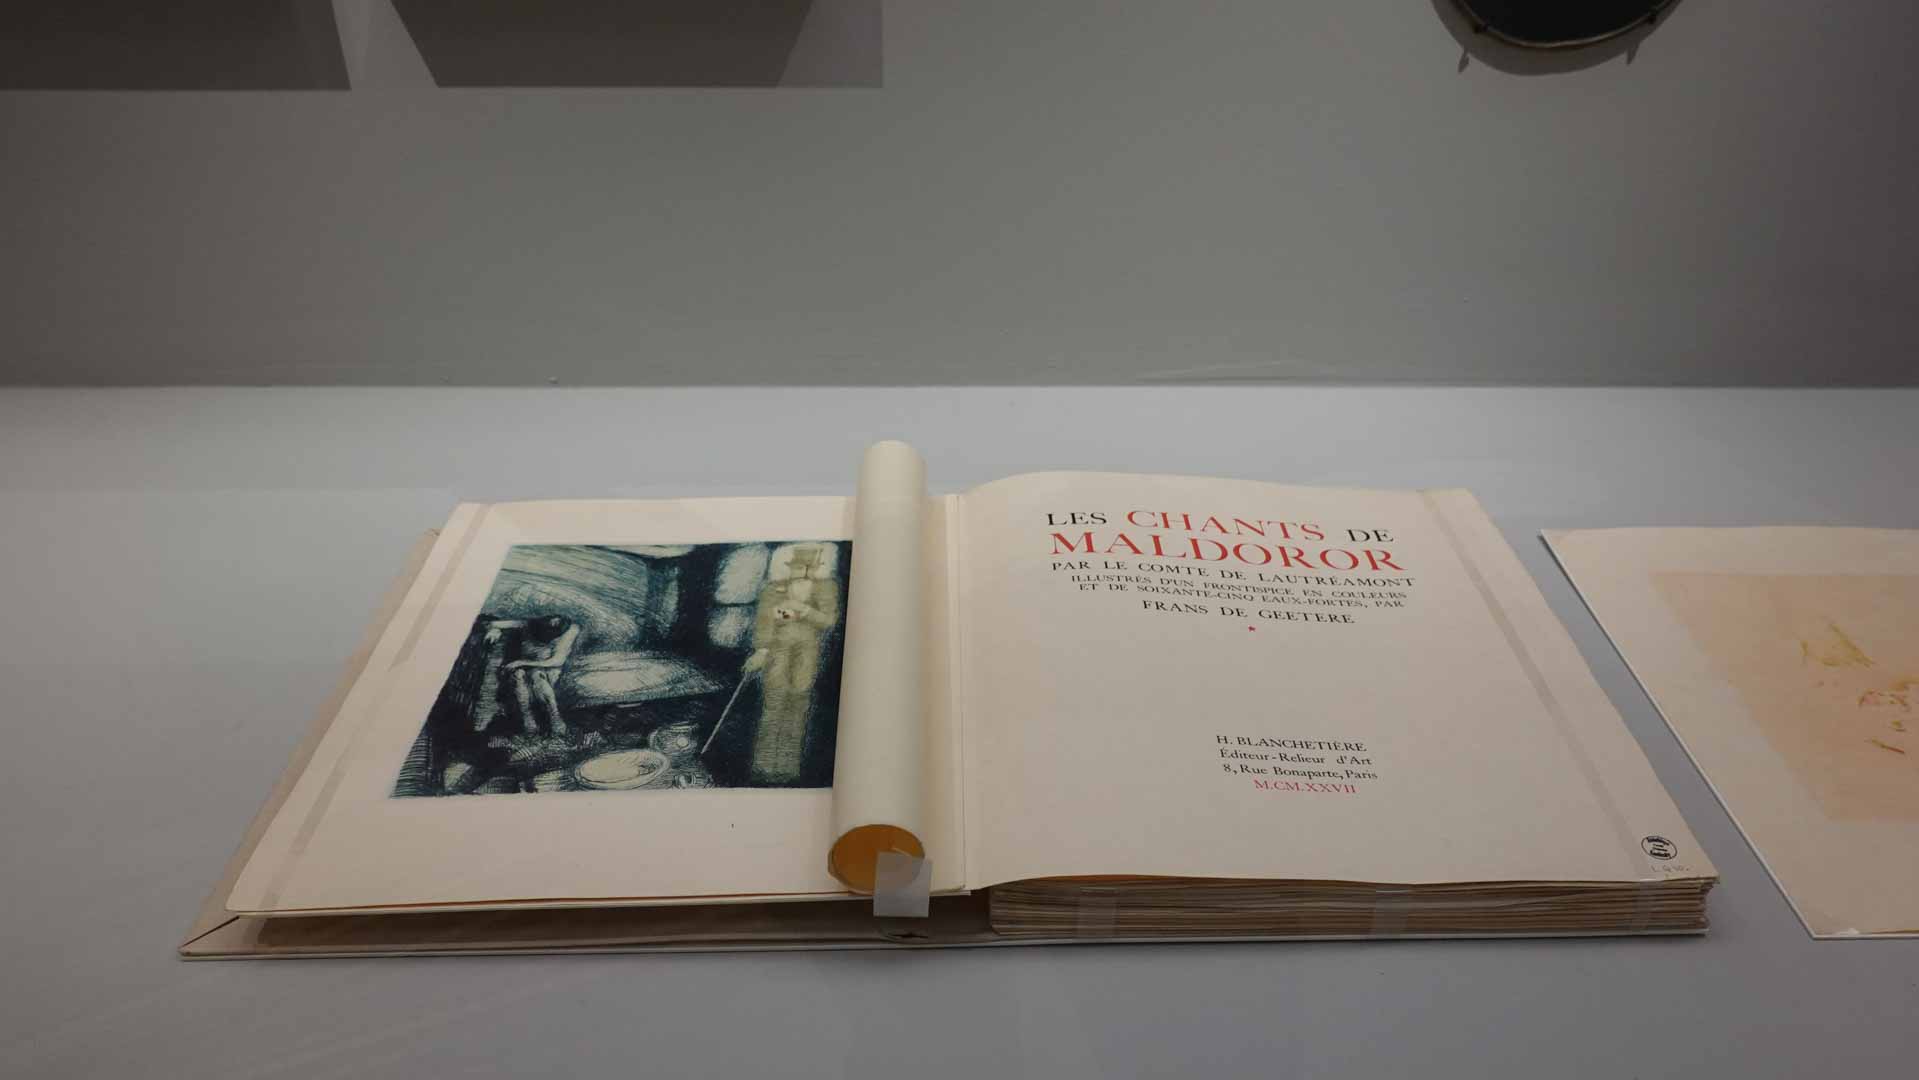 LES CHANTS DE
MALDOROR
PAR LE COMTE DE LAUTRÉAMONT
ILLUSTRÉS D'UN FRONTISPICE EN COULEURS
ET DE SOIXANTE-CINQ EAUX-FORTES, PAR
FRANS DE GEETERE
H. BLANCHETIÈRE
Éditeur-Relieur d'Art
8, Rue Bonaparte, Paris
M.CM.XXVII